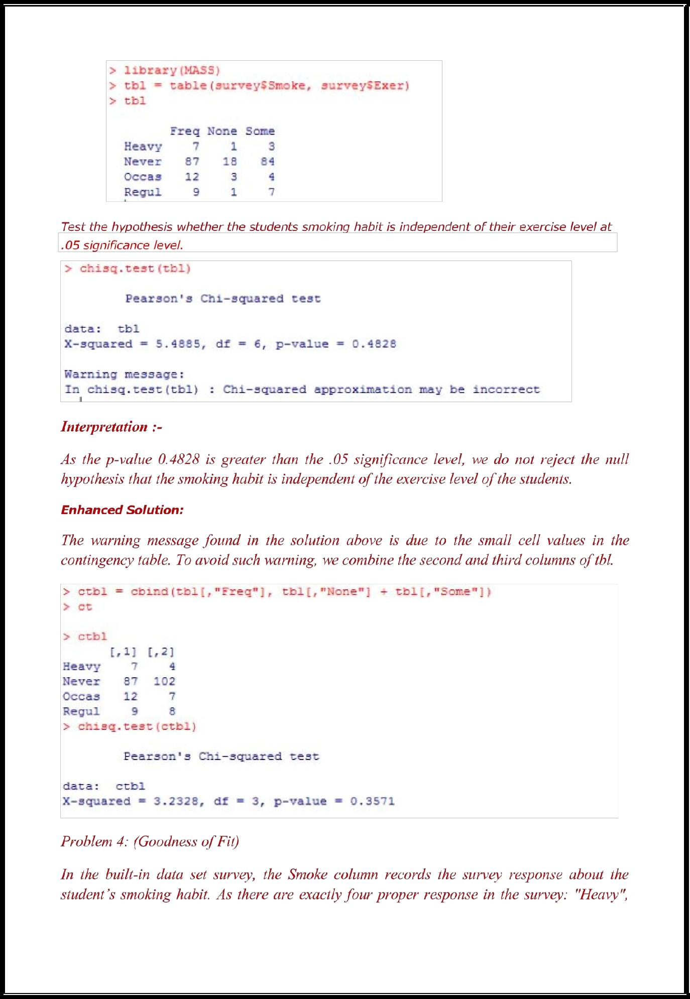 > library(MASS)
> tbl = table(survey$Smoke, survey$Exer)
> tbl
Freq None Some
Heavy 7 1 3
Never 87 18 84
Occas 12 3 4
Regul 9 1 7
Test the hypothesis whether the students smoking habit is independent of their exercise level at
.05 significance level.
> chisq.test(tbl)
Pearson's Chi-squared test
data: tbl
X-squared = 5.4885, df = 6, p-value = 0.4828
Warning message:
In chisq.test(tbl) : Chi-squared approximation may be incorrect
Interpretation :-
As the p-value 0.4828 is greater than the .05 significance level, we do not reject the null
hypothesis that the smoking habit is independent of the exercise level of the students.
Enhanced Solution:
The warning message found in the solution above is due to the small cell values in the
contingency table. To avoid such warning, we combine the second and third columns of tbl.
> ctbl = cbind(tbl[,"Freq"], tbl[,"None"] + tbl[,"Some"])
> ct
> ctbl
[,1] [,2]
Heavy 7 4
Never 87 102
Occas 12 7
Regul 9 8
> chisq.test(ctbl)
Pearson's Chi-squared test
data: ctbl
X-squared = 3.2328, df = 3, p-value = 0.3571
Problem 4: (Goodness of Fit)
In the built-in data set survey, the Smoke column records the survey response about the
student's smoking habit. As there are exactly four proper response in the survey: "Heavy",